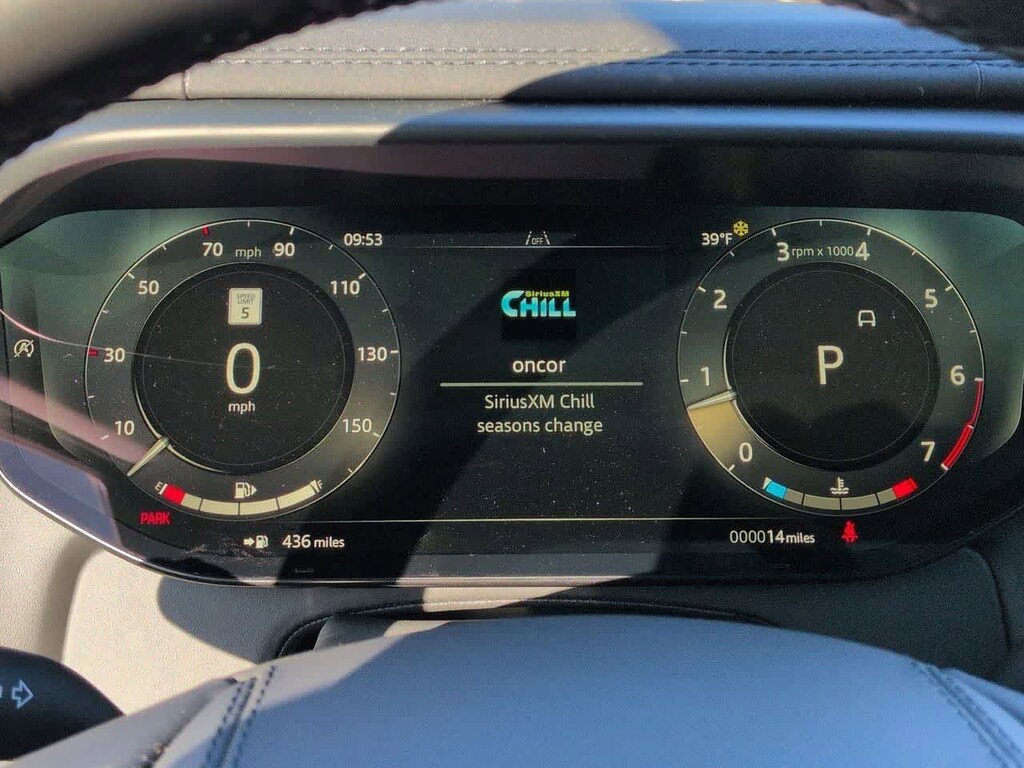 09:53
OFF
39°F
70 mph 90
50
110
30
130
10
150
SPEED
LIMIT
5
0
mph
E
F
PARK
436 miles
SiriusXM
CHILL
oncor
SiriusXM Chill
seasons change
3 rpm x 1000 4
2
5
1
6
0
7
P
000014 miles